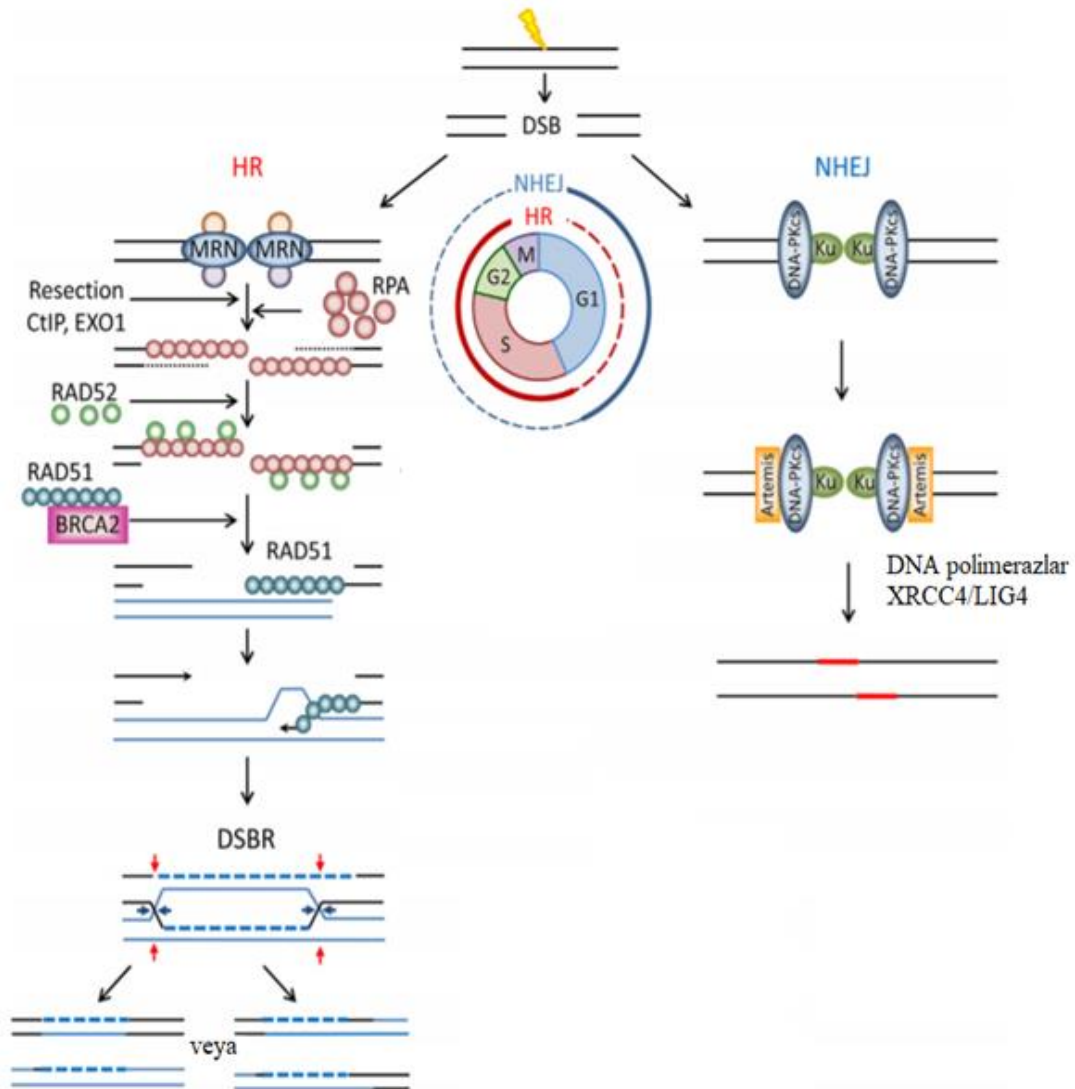 DSB
HR
NHEJ
MRN
MRN
Resection
CtIP, EXO1
RPA
RAD52
RAD51
BRCA2
RAD51
DSBR
veya
NHEJ
HR
M
G2
G1
S
DNA-PKcs
Ku
Ku
DNA-PKcs
Artemis
DNA-PKcs
Ku
Ku
DNA-PKcs
Artemis
DNA polimerazlar
XRCC4/LIG4